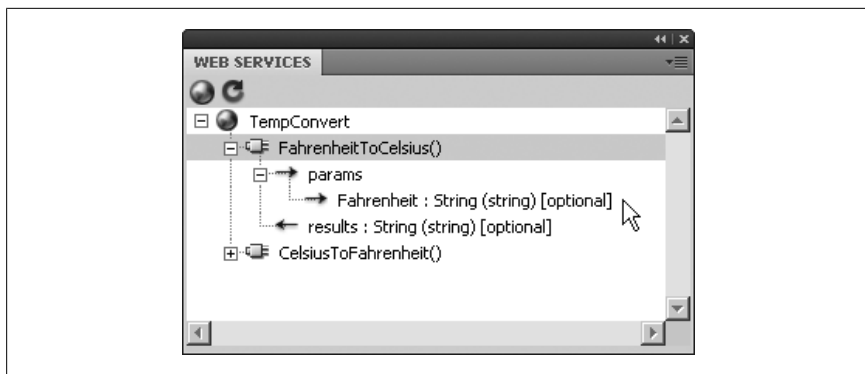 WEB SERVICES
TempConvert
FahrenheitToCelsius()
params
Fahrenheit : String (string) [optional]
results : String (string) [optional]
CelsiusToFahrenheit()